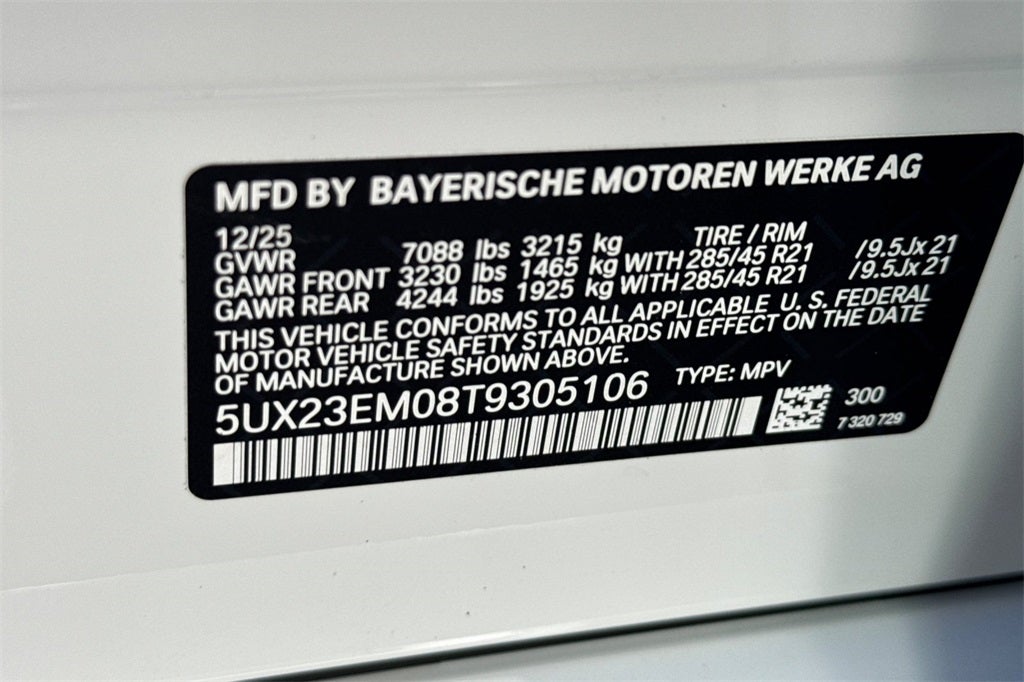 MFD BY BAYERISCHE MOTOREN WERKE AG
12/25 TIRE / RIM
GVWR 7088 lbs 3215 kg
GAWR FRONT 3230 lbs 1465 kg WITH 285/45 R21 /9.5Jx 21
GAWR REAR 4244 lbs 1925 kg WITH 285/45 R21 /9.5Jx 21
THIS VEHICLE CONFORMS TO ALL APPLICABLE U. S. FEDERAL
MOTOR VEHICLE SAFETY STANDARDS IN EFFECT ON THE DATE
OF MANUFACTURE SHOWN ABOVE.
5UX23EM08T9305106 TYPE: MPV
300
7 320 729